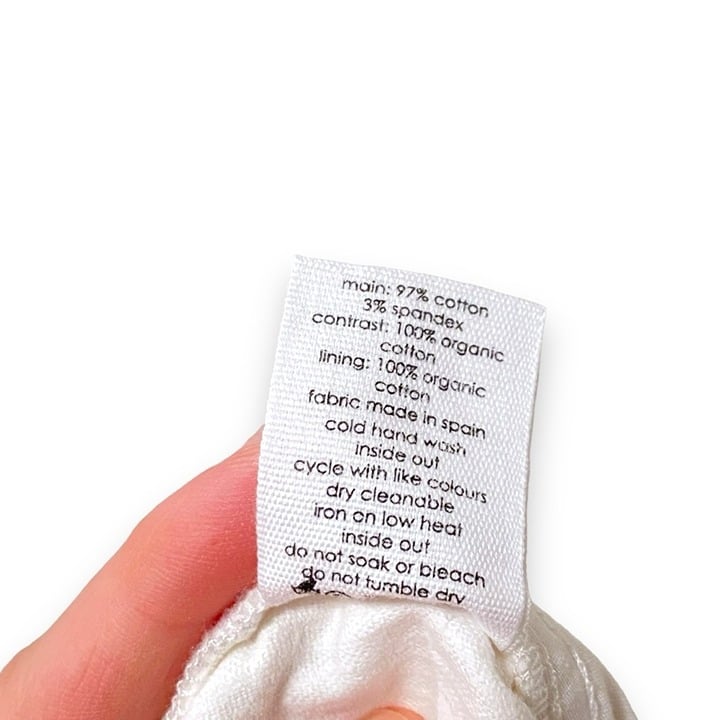 main: 97% cotton
3% spandex
contrast: 100% organic
cotton
lining: 100% organic
cotton
fabric made in spain
cold hand wash
inside out
cycle with like colours
dry cleanable
iron on low heat
inside out
do not soak or bleach
do not tumble dry